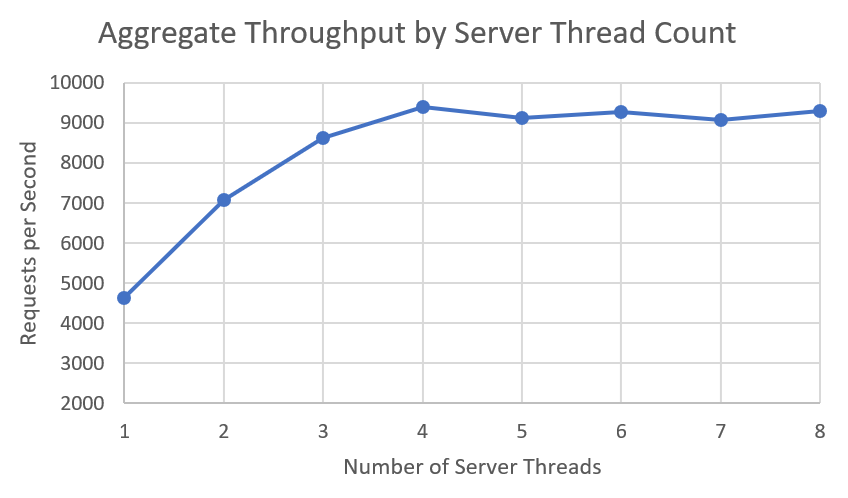 Aggregate Throughput by Server Thread Count
Requests per Second
10000
9000
8000
7000
6000
5000
4000
3000
2000
1 2 3 4 5 6 7 8
Number of Server Threads